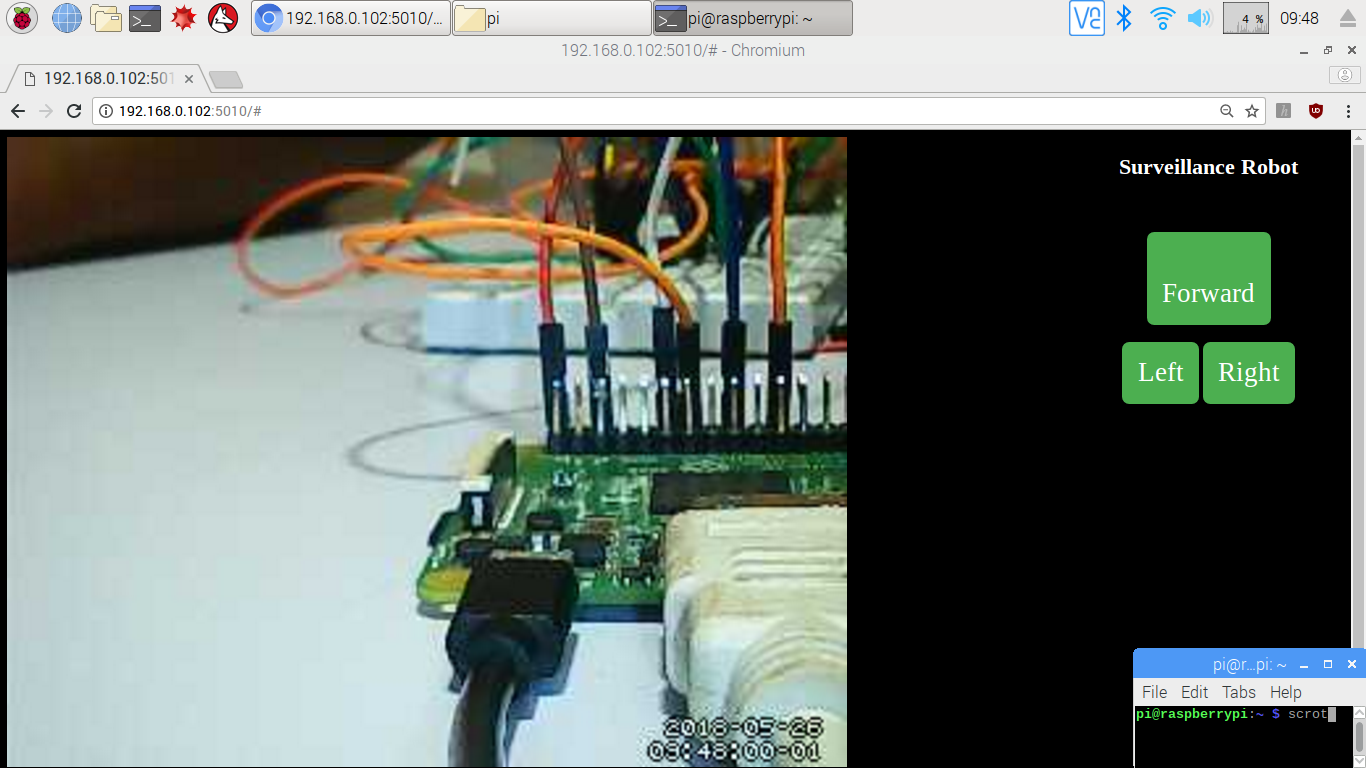 192.168.0.102:5010/...
pi
pi@raspberrypi: ~
4 %
09:48
192.168.0.102:5010/# - Chromium
192.168.0.102:501
192.168.0.102:5010/#
Surveillance Robot
Forward
Left
Right
2018-05-26
09:48:00-01
pi@r...pi: ~
File Edit Tabs Help
pi@raspberrypi:~ $ scrot